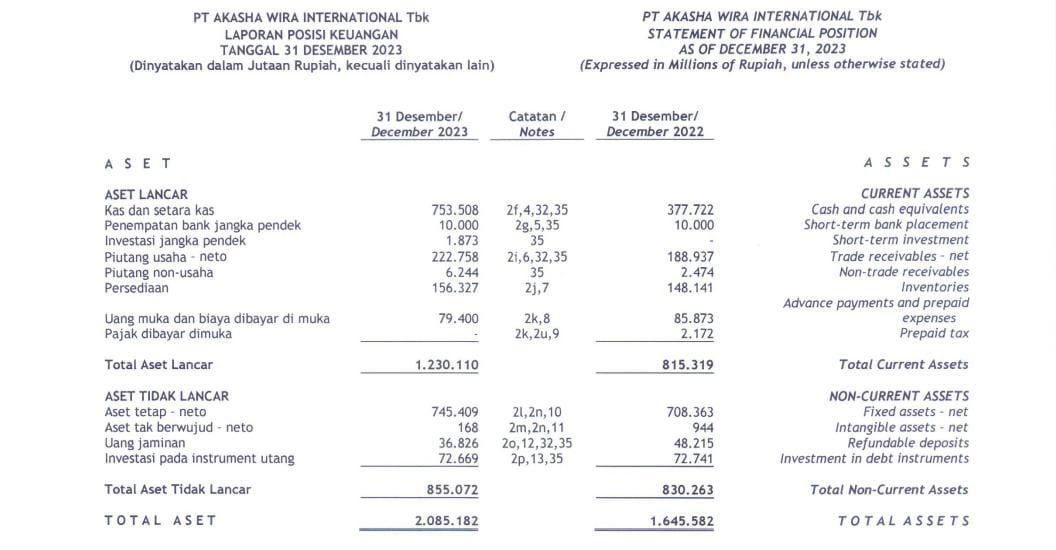 PT AKASHA WIRA INTERNATIONAL Tbk PT AKASHA WIRA INTERNATIONAL Tbk
LAPORAN POSISI KEUANGAN STATEMENT OF FINANCIAL POSITION
TANGGAL 31 DESEMBER 2023 AS OF DECEMBER 31, 2023
(Dinyatakan dalam Jutaan Rupiah, kecuali dinyatakan lain) (Expressed in Millions of Rupiah, unless otherwise stated)
31 Desember/ Catatan / 31 Desember/
December 2023 Notes December 2022
A S E T A S S E T S
ASET LANCAR CURRENT ASSETS
Kas dan setara kas 753.508 2f,4,32,35 377.722 Cash and cash equivalents
Penempatan bank jangka pendek 10.000 2g,5,35 10.000 Short-term bank placement
Investasi jangka pendek 1.873 35 - Short-term investment
Piutang usaha - neto 222.758 2i,6,32,35 188.937 Trade receivables - net
Piutang non-usaha 6.244 35 2.474 Non-trade receivables
Persediaan 156.327 2j,7 148.141 Inventories
Advance payments and prepaid
Uang muka dan biaya dibayar di muka 79.400 2k,8 85.873 expenses
Pajak dibayar dimuka - 2k,2u,9 2.172 Prepaid tax
Total Aset Lancar 1.230.110 815.319 Total Current Assets
ASET TIDAK LANCAR NON-CURRENT ASSETS
Aset tetap - neto 745.409 2l,2n,10 708.363 Fixed assets - net
Aset tak berwujud - neto 168 2m,2n,11 944 Intangible assets - net
Uang jaminan 36.826 2o,12,32,35 48.215 Refundable deposits
Investasi pada instrument utang 72.669 2p,13,35 72.741 Investment in debt instruments
Total Aset Tidak Lancar 855.072 830.263 Total Non-Current Assets
T O T A L A S E T 2.085.182 1.645.582 T O T A L A S S E T S